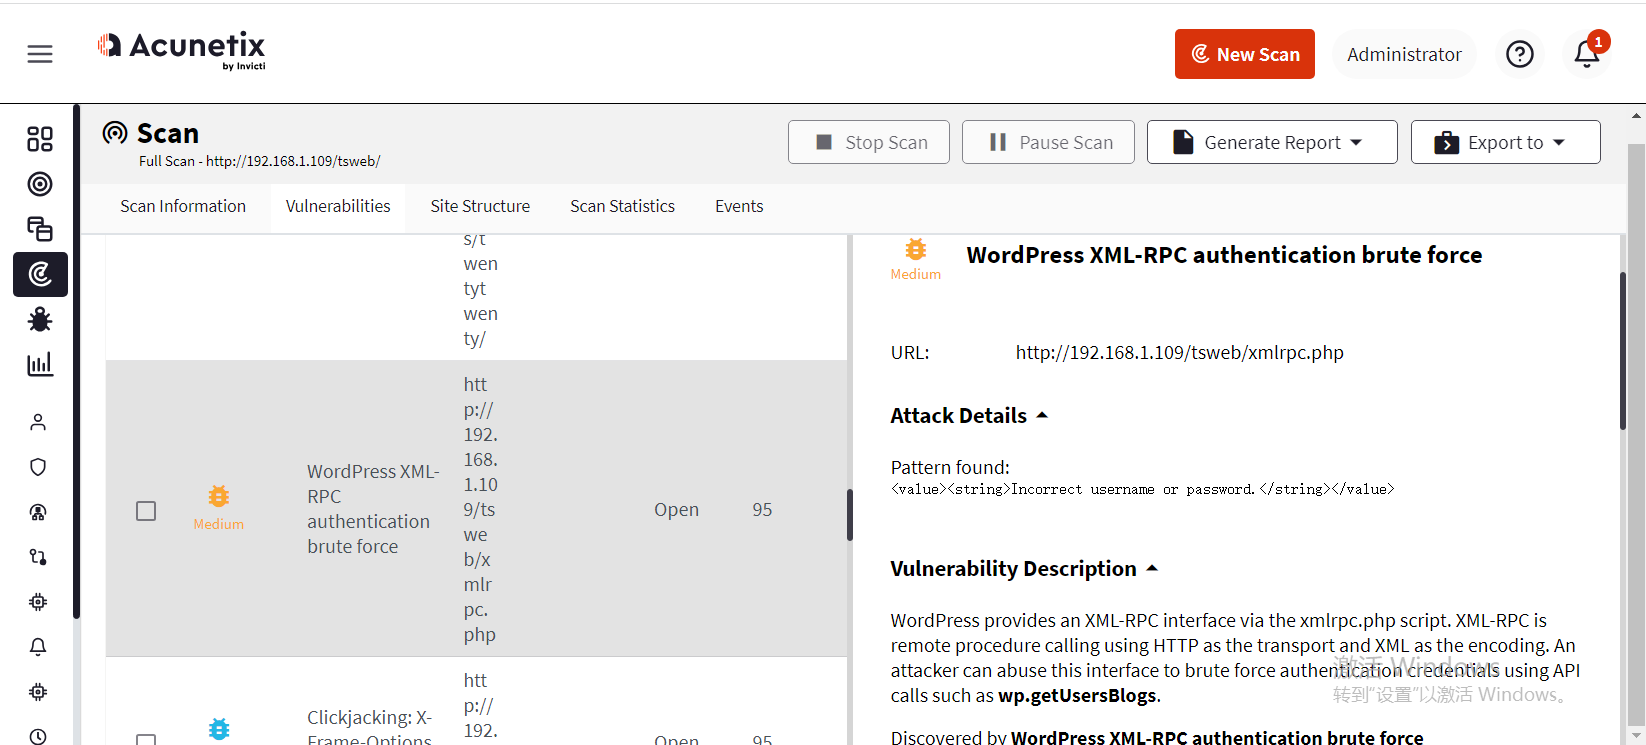 Acunetix
by Invicti
New Scan
Administrator
1
Scan
Full Scan - http://192.168.1.109/tsweb/
Stop Scan
Pause Scan
Generate Report
Export to
Scan Information
Vulnerabilities
Site Structure
Scan Statistics
Events
s/t
wen
tyt
wen
ty/
Medium
WordPress XML-
RPC
authentication
brute force
htt
p://
192.
168.
1.10
9/ts
we
b/x
mlr
pc.
php
Open
95
Clickjacking: X-
Frame-Options
htt
p://
192.
Open
95
Medium
WordPress XML-RPC authentication brute force
URL:
http://192.168.1.109/tsweb/xmlrpc.php
Attack Details
Pattern found:
<value><string>Incorrect username or password.</string></value>
Vulnerability Description
WordPress provides an XML-RPC interface via the xmlrpc.php script. XML-RPC is
remote procedure calling using HTTP as the transport and XML as the encoding. An
attacker can abuse this interface to brute force authentication credentials using API
calls such as wp.getUsersBlogs.
Discovered by WordPress XML-RPC authentication brute force
激活 Windows
转到“设置”以激活 Windows。